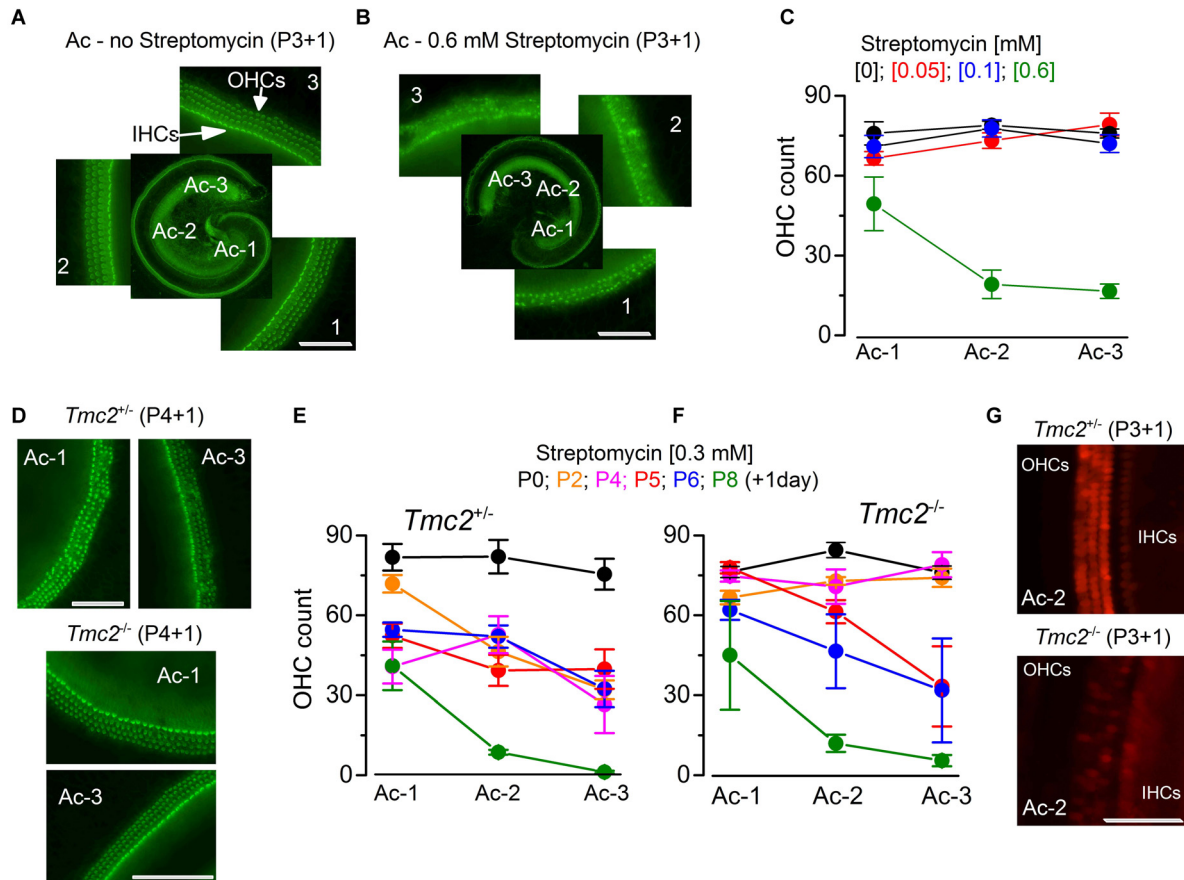 A
Ac - no Streptomycin (P3+1)
OHCs
3
IHCs
Ac-3
Ac-2
Ac-1
2
1
B
Ac - 0.6 mM Streptomycin (P3+1)
3
2
Ac-3
Ac-2
Ac-1
1
C
Streptomycin [mM]
[0]; [0.05]; [0.1]; [0.6]
90
60
30
0
OHC count
Ac-1 Ac-2 Ac-3
D
Tmc2+/- (P4+1)
Ac-1
Ac-3
Tmc2-/- (P4+1)
Ac-1
Ac-3
E
F
Streptomycin [0.3 mM]
P0; P2; P4; P5; P6; P8 (+1day)
Tmc2+/-
90
60
30
0
OHC count
Ac-1 Ac-2 Ac-3
Tmc2-/-
90
60
30
0
Ac-1 Ac-2 Ac-3
G
Tmc2+/- (P3+1)
OHCs
IHCs
Ac-2
Tmc2-/- (P3+1)
OHCs
Ac-2
IHCs